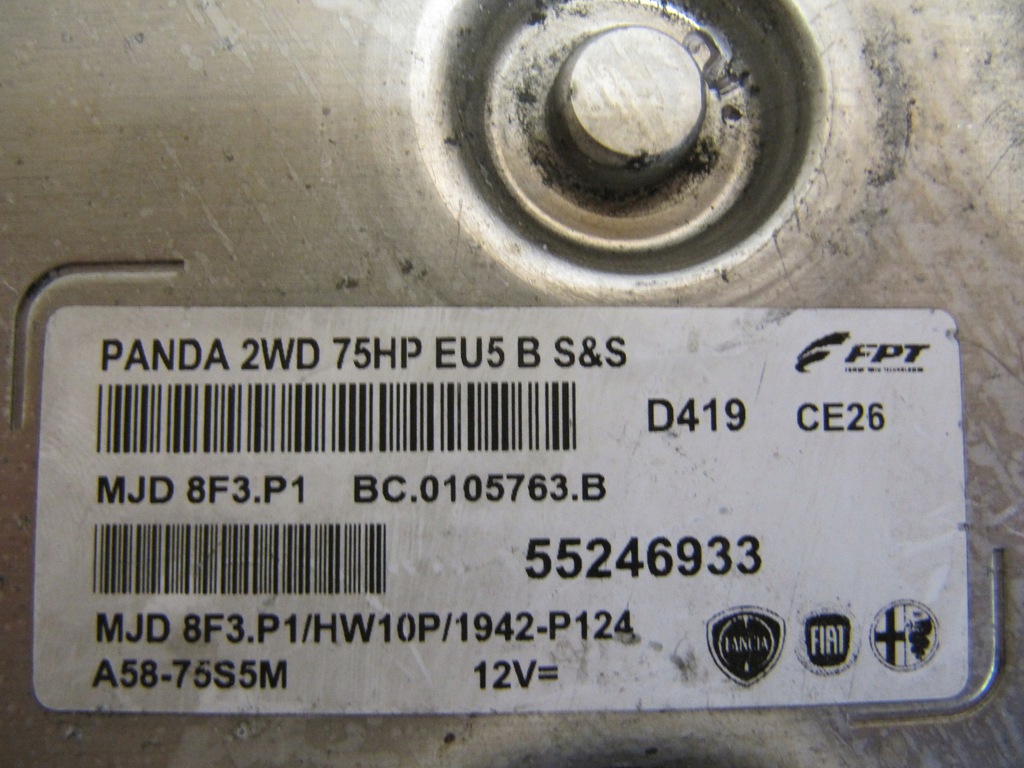 PANDA 2WD 75HP EU5 B S&S
FPT
D419 CE26
MJD 8F3.P1 BC.0105763.B
55246933
MJD 8F3.P1/HW10P/1942-P124
A58-75S5M 12V=
LANCIA FIAT